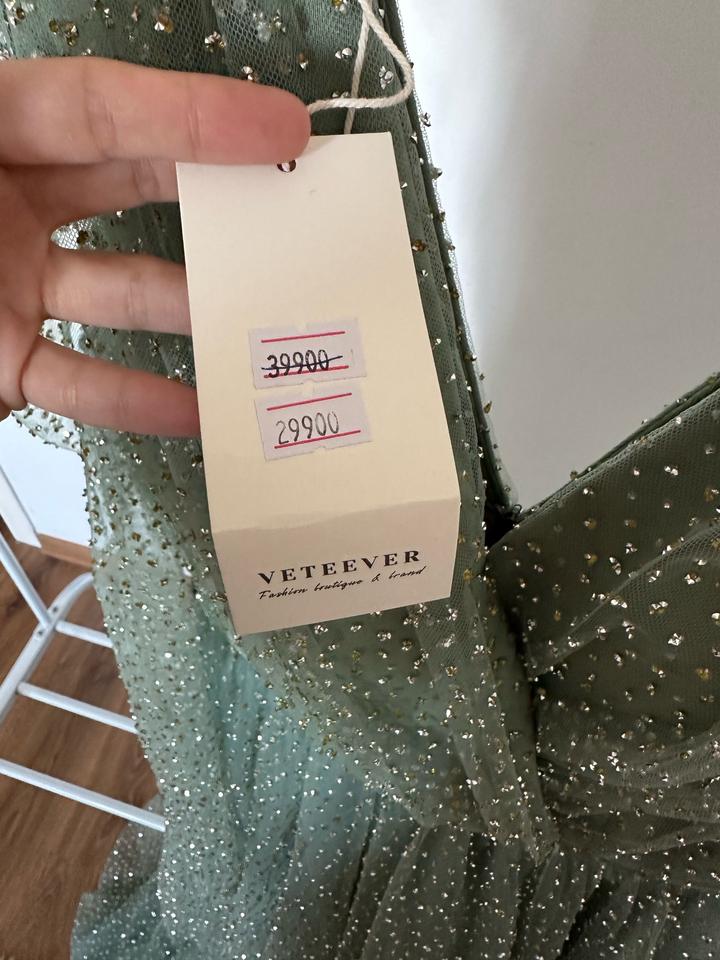 39900
29900
VETEEVER
Fashion boutique & brand